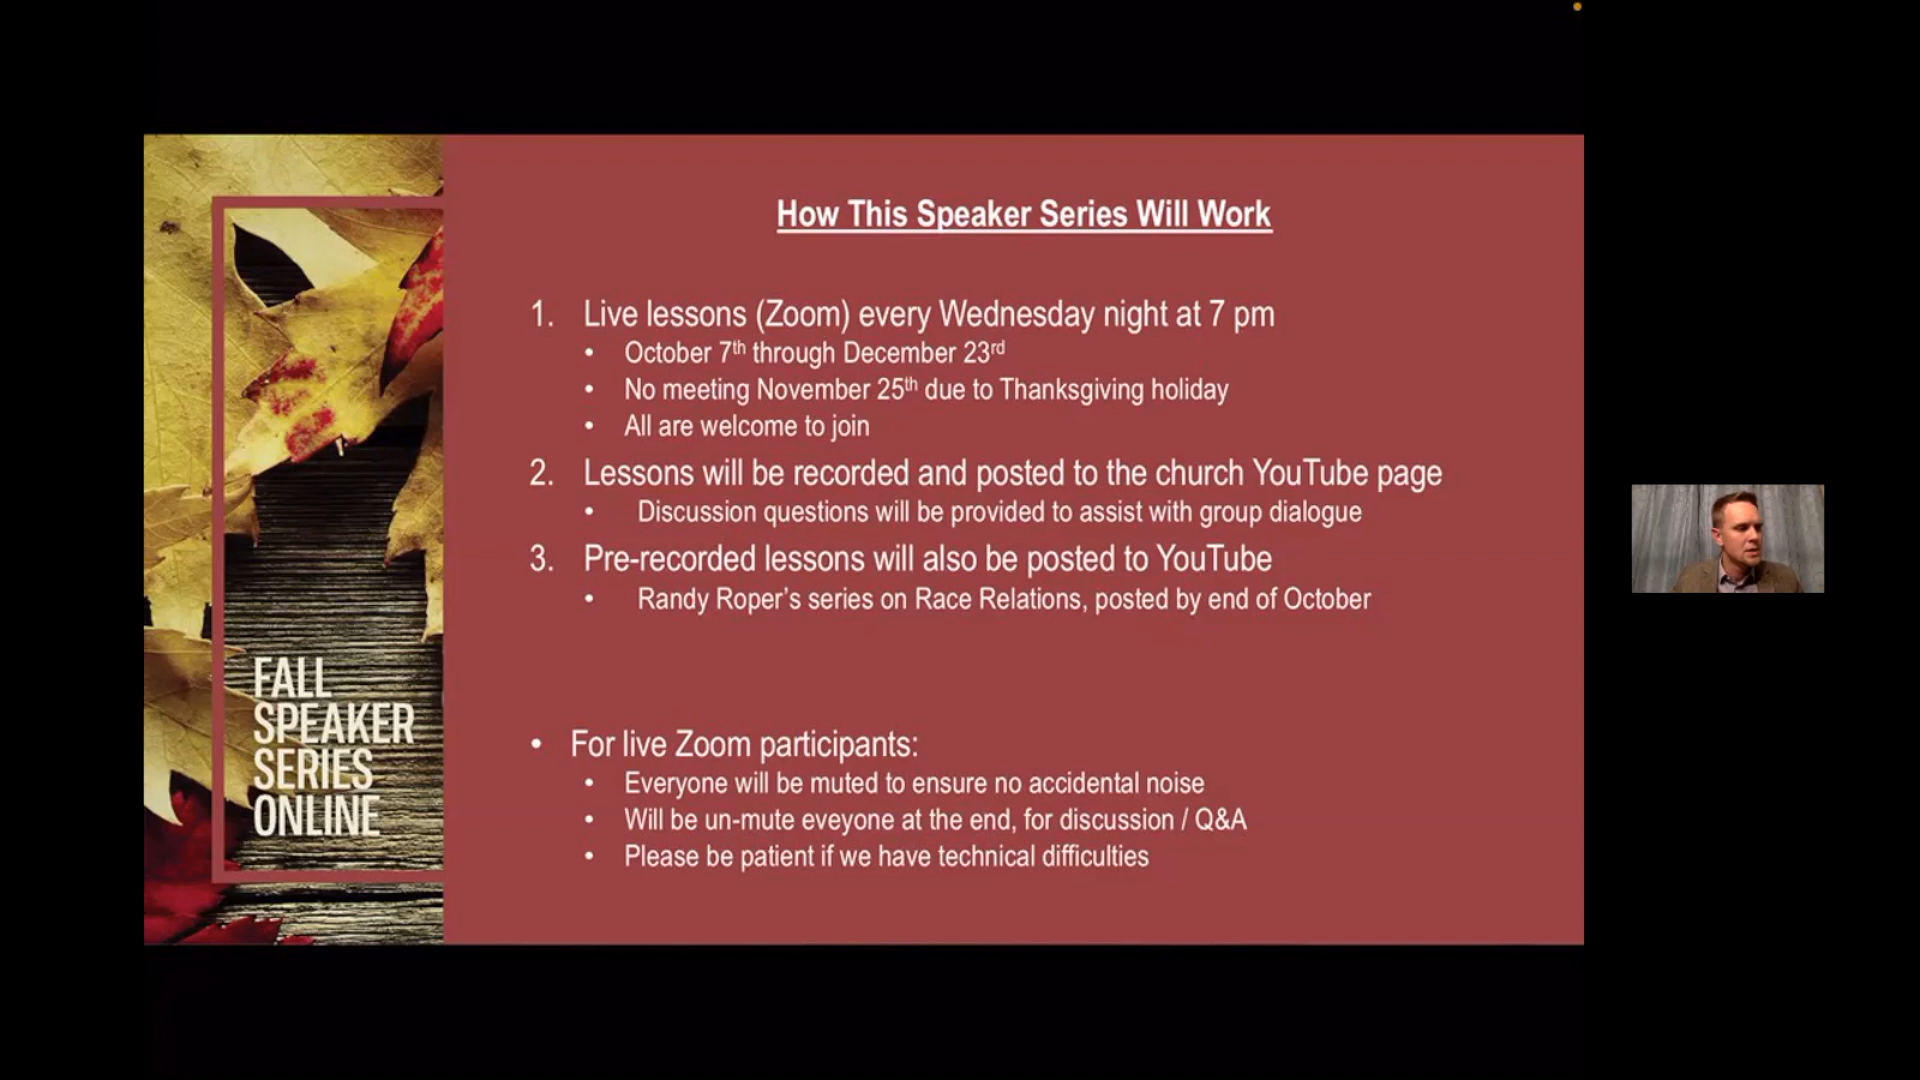 How This Speaker Series Will Work
1. Live lessons (Zoom) every Wednesday night at 7 pm
• October 7th through December 23rd
• No meeting November 25th due to Thanksgiving holiday
• All are welcome to join
2. Lessons will be recorded and posted to the church YouTube page
• Discussion questions will be provided to assist with group dialogue
3. Pre-recorded lessons will also be posted to YouTube
• Randy Roper’s series on Race Relations, posted by end of October
• For live Zoom participants:
• Everyone will be muted to ensure no accidental noise
• Will be un-mute eveyone at the end, for discussion / Q&A
• Please be patient if we have technical difficulties
FALL
SPEAKER
SERIES
ONLINE